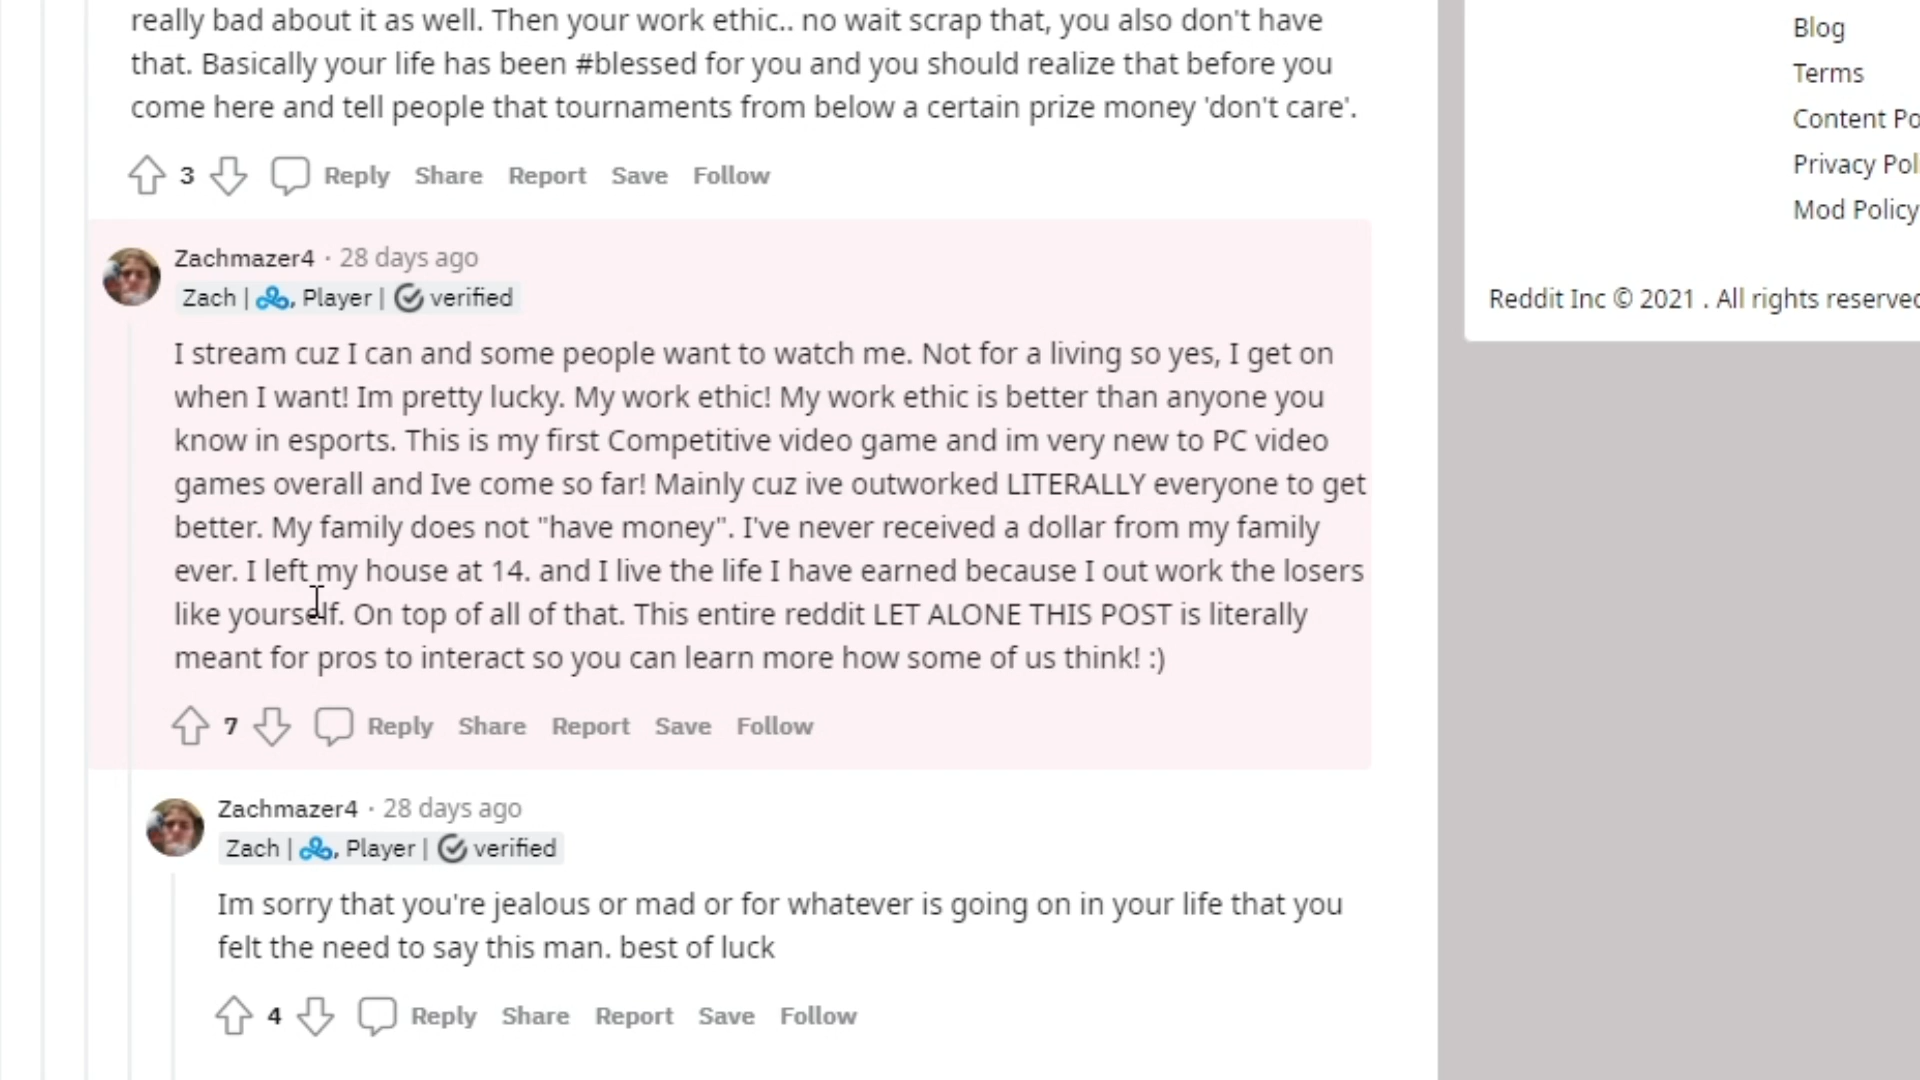 really bad about it as well. Then your work ethic.. no wait scrap that, you also don't have
that. Basically your life has been #blessed for you and you should realize that before you
come here and tell people that tournaments from below a certain prize money 'don't care'.
3 Reply Share Report Save Follow
Zachmazer4 · 28 days ago
Zach | , Player | verified
I stream cuz I can and some people want to watch me. Not for a living so yes, I get on
when I want! Im pretty lucky. My work ethic! My work ethic is better than anyone you
know in esports. This is my first Competitive video game and im very new to PC video
games overall and Ive come so far! Mainly cuz ive outworked LITERALLY everyone to get
better. My family does not "have money". I've never received a dollar from my family
ever. I left my house at 14. and I live the life I have earned because I out work the losers
like yourself. On top of all of that. This entire reddit LET ALONE THIS POST is literally
meant for pros to interact so you can learn more how some of us think! :)
7 Reply Share Report Save Follow
Zachmazer4 · 28 days ago
Zach | , Player | verified
Im sorry that you're jealous or mad or for whatever is going on in your life that you
felt the need to say this man. best of luck
4 Reply Share Report Save Follow
Blog
Terms
Content Po
Privacy Pol
Mod Policy
Reddit Inc © 2021 . All rights reserved